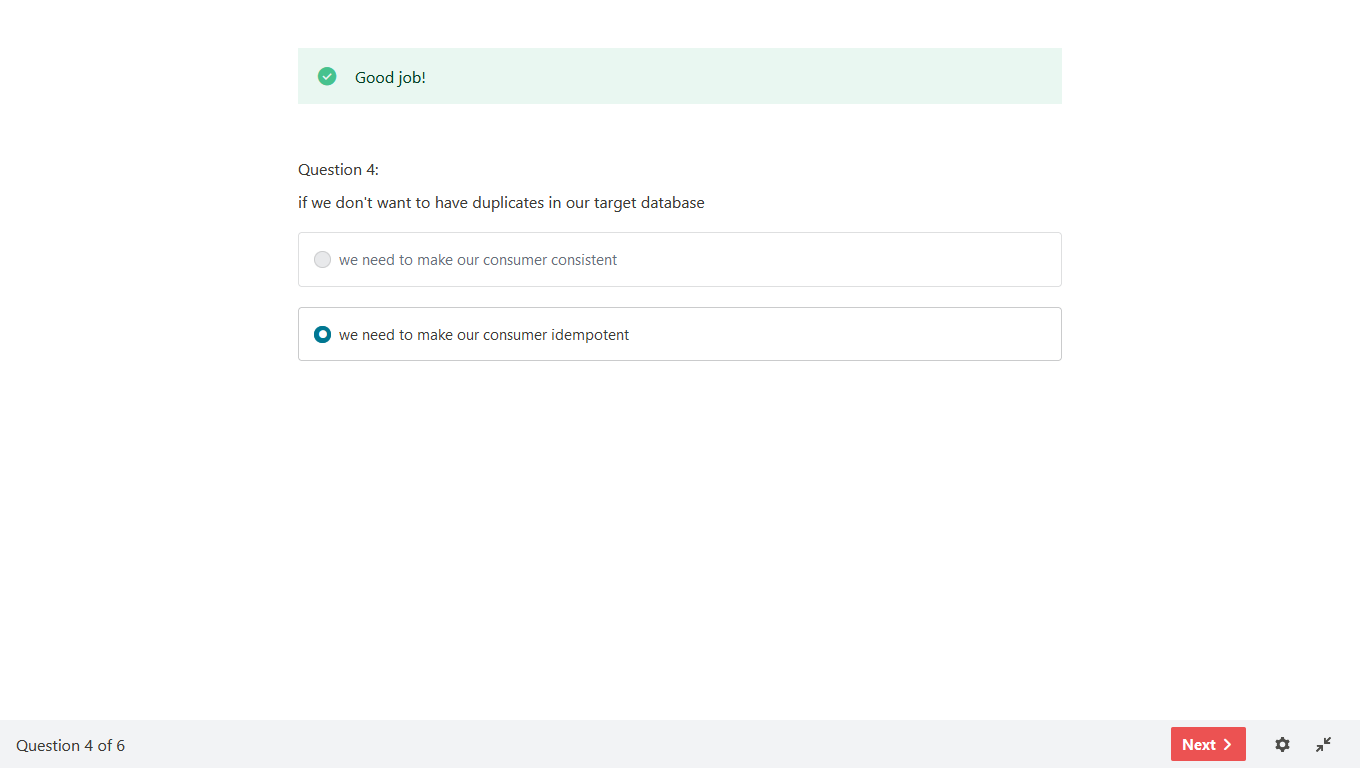 Good job!
Question 4:
if we don't want to have duplicates in our target database
we need to make our consumer consistent
we need to make our consumer idempotent
Question 4 of 6
Next